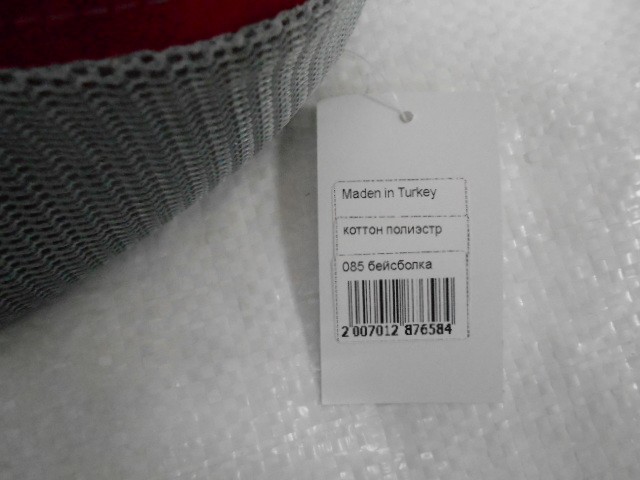 Maden in Turkey
коттон полиэстр
085 бейсболка
2 007012 876584